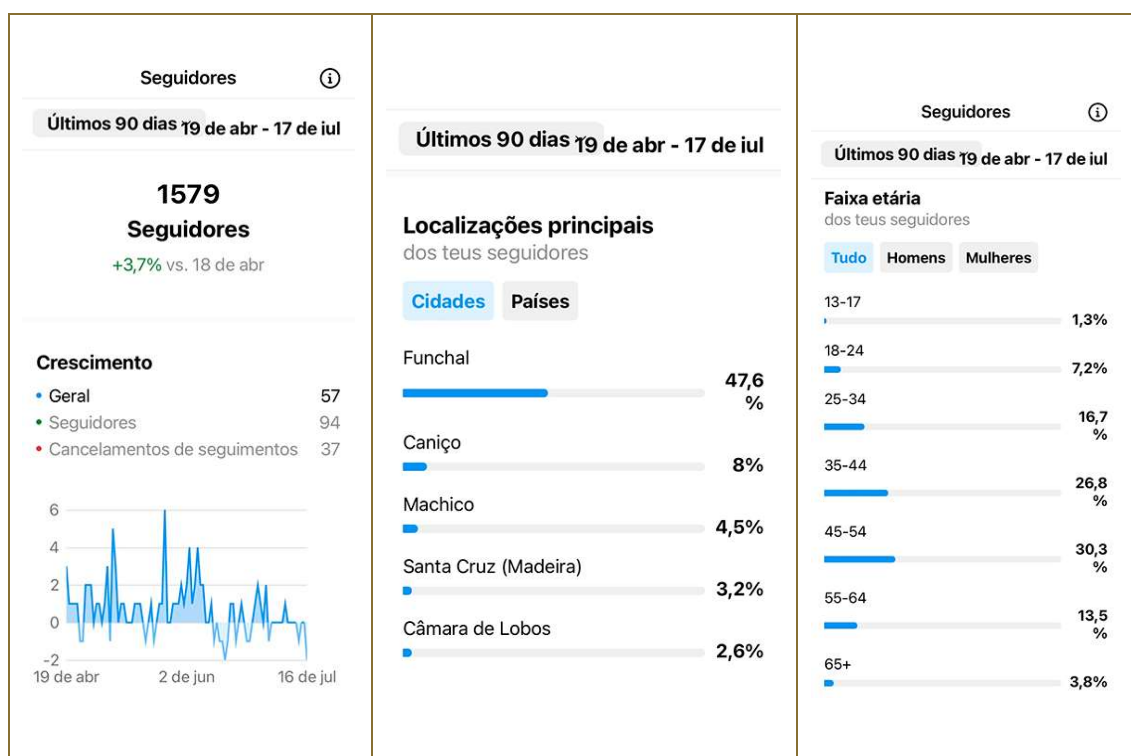 Seguidores
Últimos 90 dias 19 de abr - 17 de iul
1579
Seguidores
+3,7% vs. 18 de abr
Crescimento
Geral 57
Seguidores 94
Cancelamentos de seguimentos 37
6
4
2
0
-2
19 de abr 2 de jun 16 de jul
Últimos 90 dias 19 de abr - 17 de iul
Localizações principais
dos teus seguidores
Cidades Países
Funchal
47,6
%
Caniço
8%
Machico
4,5%
Santa Cruz (Madeira)
3,2%
Câmara de Lobos
2,6%
Seguidores
Últimos 90 dias 19 de abr - 17 de iul
Faixa etária
dos teus seguidores
Tudo Homens Mulheres
13-17
1,3%
18-24
7,2%
25-34
16,7
%
35-44
26,8
%
45-54
30,3
%
55-64
13,5
%
65+
3,8%